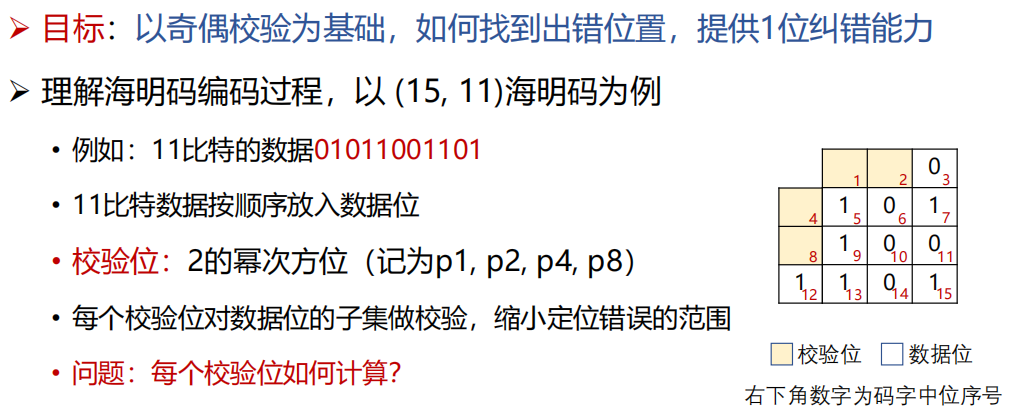 ➢ 目标：以奇偶校验为基础，如何找到出错位置，提供1位纠错能力
➢ 理解海明码编码过程，以 (15, 11)海明码为例
• 例如：11比特的数据01011001101
• 11比特数据按顺序放入数据位
• 校验位：2的幂次方位（记为p1, p2, p4, p8）
• 每个校验位对数据位的子集做校验，缩小定位错误的范围
• 问题：每个校验位如何计算？
1 2 0 3
4 1 5 0 6 1 7
8 1 9 0 10 0 11
1 12 1 13 0 14 1 15
校验位 数据位
右下角数字为码字中位序号